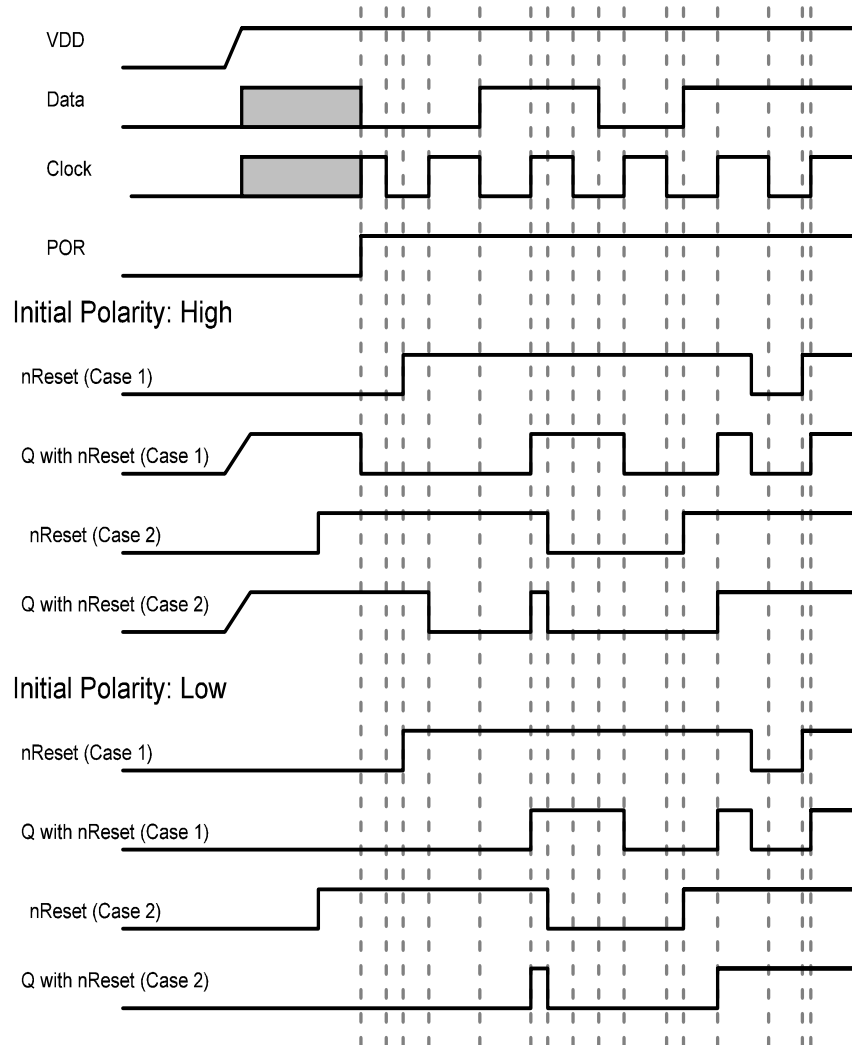 VDD
Data
Clock
POR
Initial Polarity: High
nReset (Case 1)
Q with nReset (Case 1)
nReset (Case 2)
Q with nReset (Case 2)
Initial Polarity: Low
nReset (Case 1)
Q with nReset (Case 1)
nReset (Case 2)
Q with nReset (Case 2)